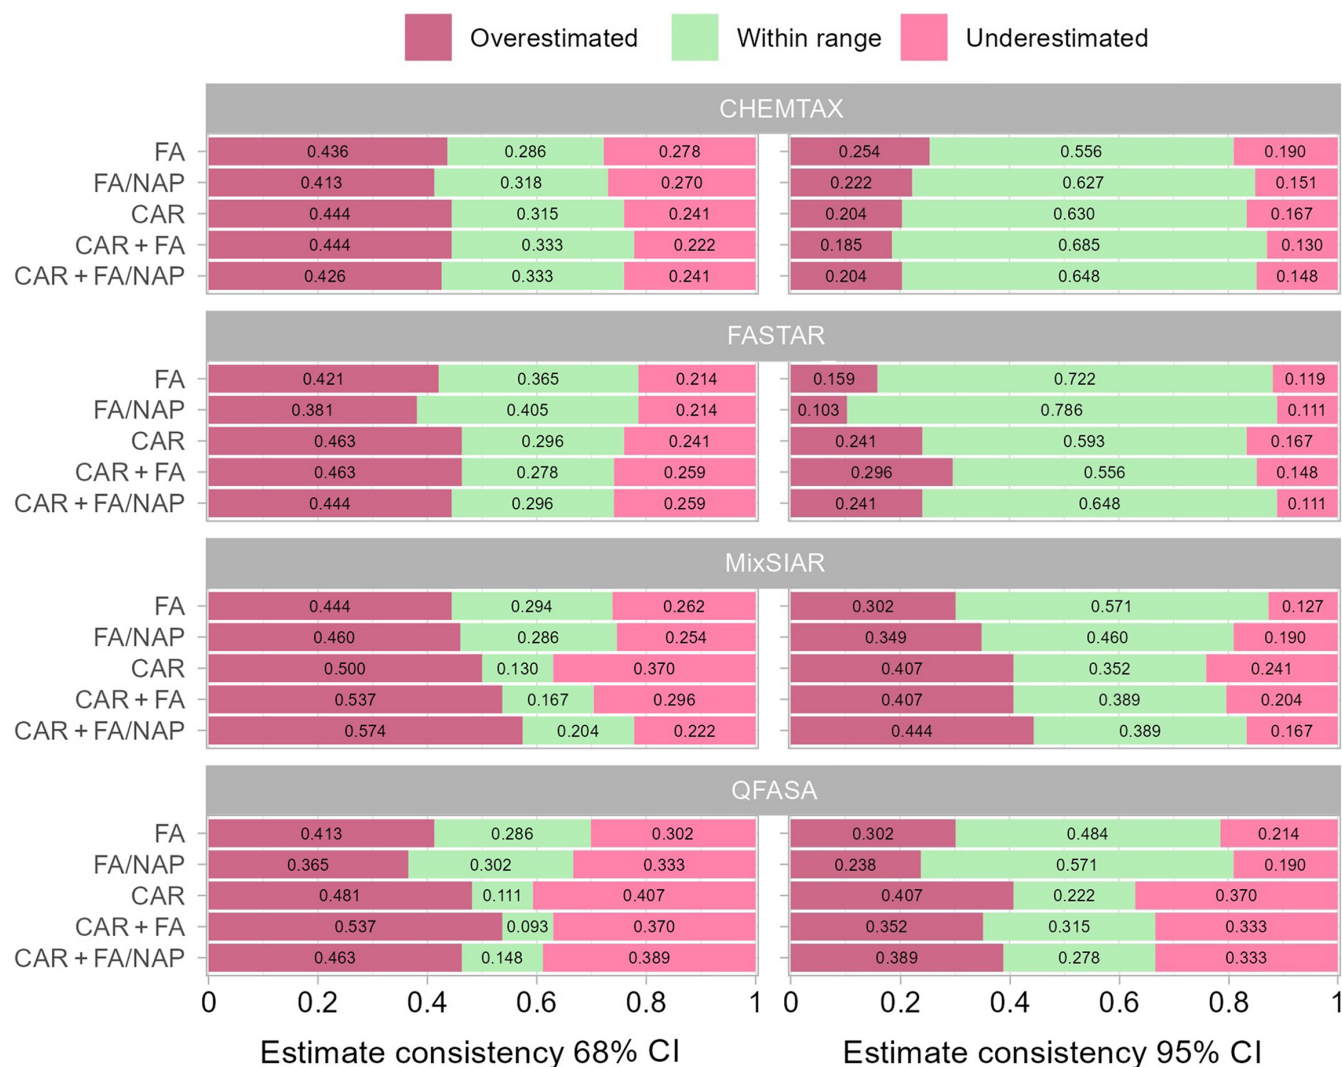 Overestimated Within range Underestimated
CHEMTAX
FA 0.436 0.286 0.278 0.254 0.556 0.190
FA/NAP 0.413 0.318 0.270 0.222 0.627 0.151
CAR 0.444 0.315 0.241 0.204 0.630 0.167
CAR + FA 0.444 0.333 0.222 0.185 0.685 0.130
CAR + FA/NAP 0.426 0.333 0.241 0.204 0.648 0.148
FASTAR
FA 0.421 0.365 0.214 0.159 0.722 0.119
FA/NAP 0.381 0.405 0.214 0.103 0.786 0.111
CAR 0.463 0.296 0.241 0.241 0.593 0.167
CAR + FA 0.463 0.278 0.259 0.296 0.556 0.148
CAR + FA/NAP 0.444 0.296 0.259 0.241 0.648 0.111
MixSIAR
FA 0.444 0.294 0.262 0.302 0.571 0.127
FA/NAP 0.460 0.286 0.254 0.349 0.460 0.190
CAR 0.500 0.130 0.370 0.407 0.352 0.241
CAR + FA 0.537 0.167 0.296 0.407 0.389 0.204
CAR + FA/NAP 0.574 0.204 0.222 0.444 0.389 0.167
QFASA
FA 0.413 0.286 0.302 0.302 0.484 0.214
FA/NAP 0.365 0.302 0.333 0.238 0.571 0.190
CAR 0.481 0.111 0.407 0.407 0.222 0.370
CAR + FA 0.537 0.093 0.370 0.352 0.315 0.333
CAR + FA/NAP 0.463 0.148 0.389 0.389 0.278 0.333
0 0.2 0.4 0.6 0.8 1 0 0.2 0.4 0.6 0.8 1
Estimate consistency 68% CI Estimate consistency 95% CI